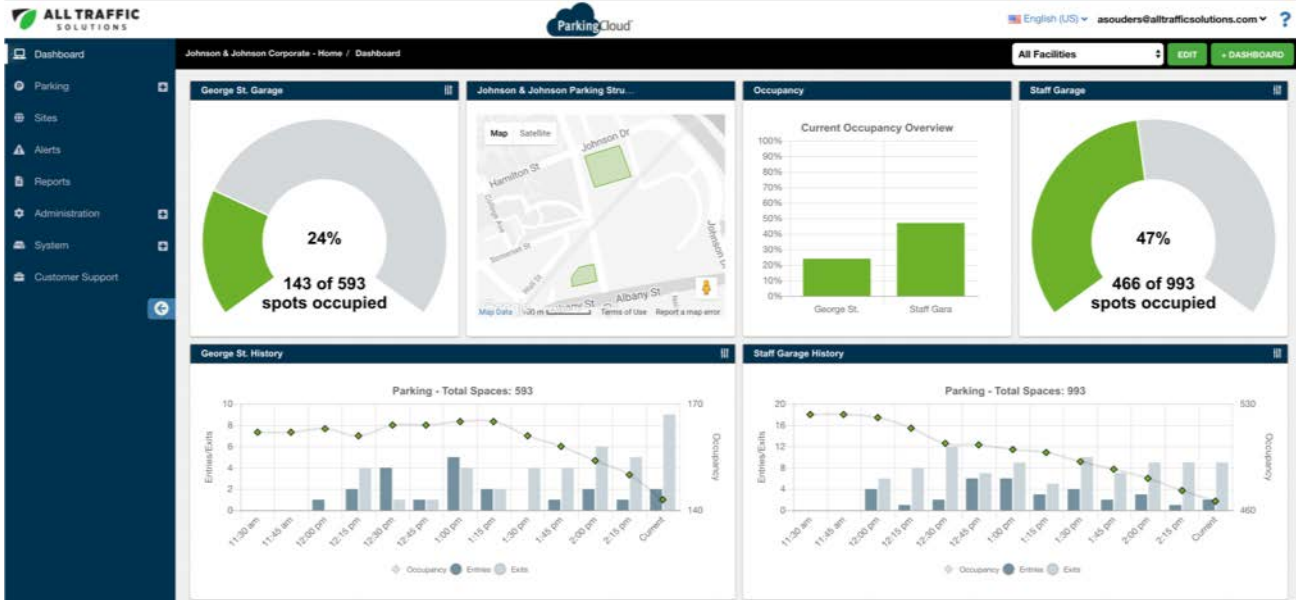 ALL TRAFFIC
SOLUTIONS
ParkingCloud
English (US)
asouders@alltrafficsolutions.com
?
Dashboard
Parking
Sites
Alerts
Reports
Administration
System
Customer Support
Johnson & Johnson Corporate - Home / Dashboard
All Facilities
EDIT
+ DASHBOARD
George St. Garage
24%
143 of 593
spots occupied
Johnson & Johnson Parking Stru...
Map
Satellite
Johnson Dr
Hamilton St
College Ave
Somerset St
Wall St
Albany St
Johnson Dr
Map Data
Terms of Use
Report a map error
Occupancy
Current Occupancy Overview
100%
90%
80%
70%
60%
50%
40%
30%
20%
10%
0%
George St.
Staff Gara
Staff Garage
47%
466 of 993
spots occupied
George St. History
Parking - Total Spaces: 593
10
8
6
4
2
0
Entries/Exits
170
140
Occupancy
11:30 am
11:45 am
12:00 pm
12:15 pm
12:30 pm
12:45 pm
1:00 pm
1:15 pm
1:30 pm
1:45 pm
2:00 pm
2:15 pm
Current
Occupancy
Entries
Exits
Staff Garage History
Parking - Total Spaces: 993
20
16
12
8
4
0
Entries/Exits
530
460
Occupancy
11:30 am
11:45 am
12:00 pm
12:15 pm
12:30 pm
12:45 pm
1:00 pm
1:15 pm
1:30 pm
1:45 pm
2:00 pm
2:15 pm
Current
Occupancy
Entries
Exits